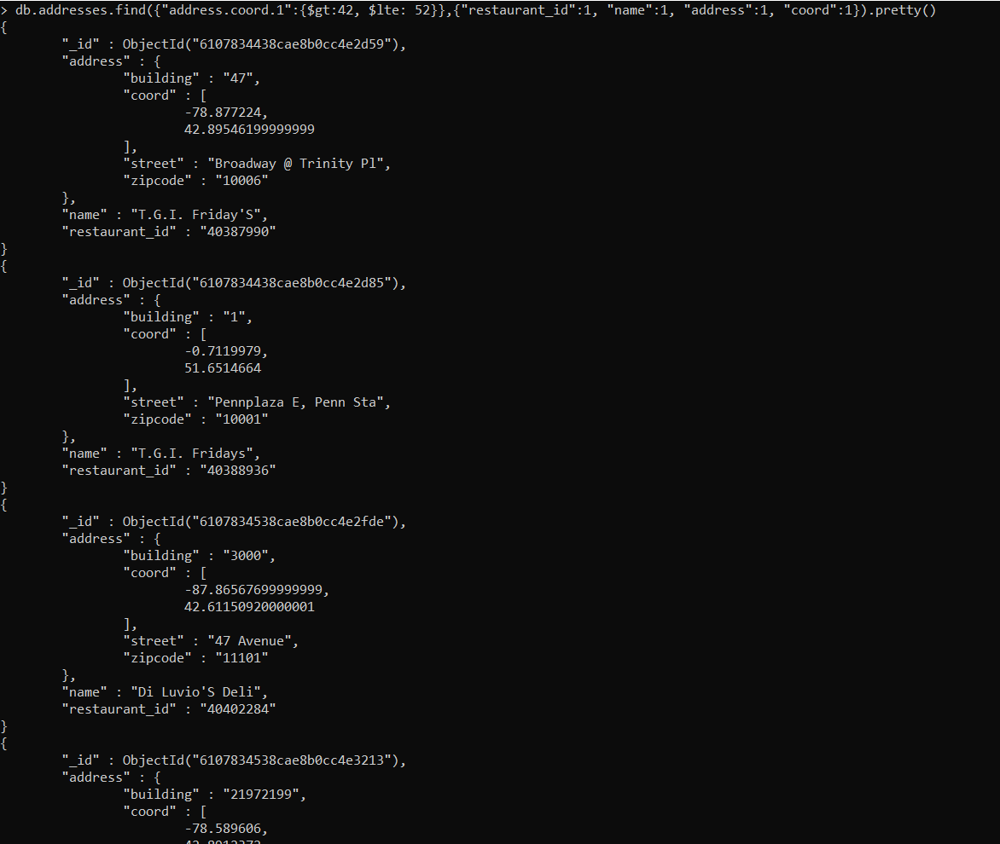 > db.addresses.find({"address.coord.1":{$gt:42, $lte: 52}},{"restaurant_id":1, "name":1, "address":1, "coord":1}).pretty()
{
        "_id" : ObjectId("6107834438cae8b0cc4e2d59"),
        "address" : {
                "building" : "47",
                "coord" : [
                        -78.877224,
                        42.89546199999999
                ],
                "street" : "Broadway @ Trinity Pl",
                "zipcode" : "10006"
        },
        "name" : "T.G.I. Friday'S",
        "restaurant_id" : "40387990"
}
{
        "_id" : ObjectId("6107834438cae8b0cc4e2d85"),
        "address" : {
                "building" : "1",
                "coord" : [
                        -0.7119979,
                        51.6514664
                ],
                "street" : "Pennplaza E, Penn Sta",
                "zipcode" : "10001"
        },
        "name" : "T.G.I. Fridays",
        "restaurant_id" : "40388936"
}
{
        "_id" : ObjectId("6107834538cae8b0cc4e2fde"),
        "address" : {
                "building" : "3000",
                "coord" : [
                        -87.86567699999999,
                        42.61150920000001
                ],
                "street" : "47 Avenue",
                "zipcode" : "11101"
        },
        "name" : "Di Luvio'S Deli",
        "restaurant_id" : "40402284"
}
{
        "_id" : ObjectId("6107834538cae8b0cc4e3213"),
        "address" : {
                "building" : "21972199",
                "coord" : [
                        -78.589606,